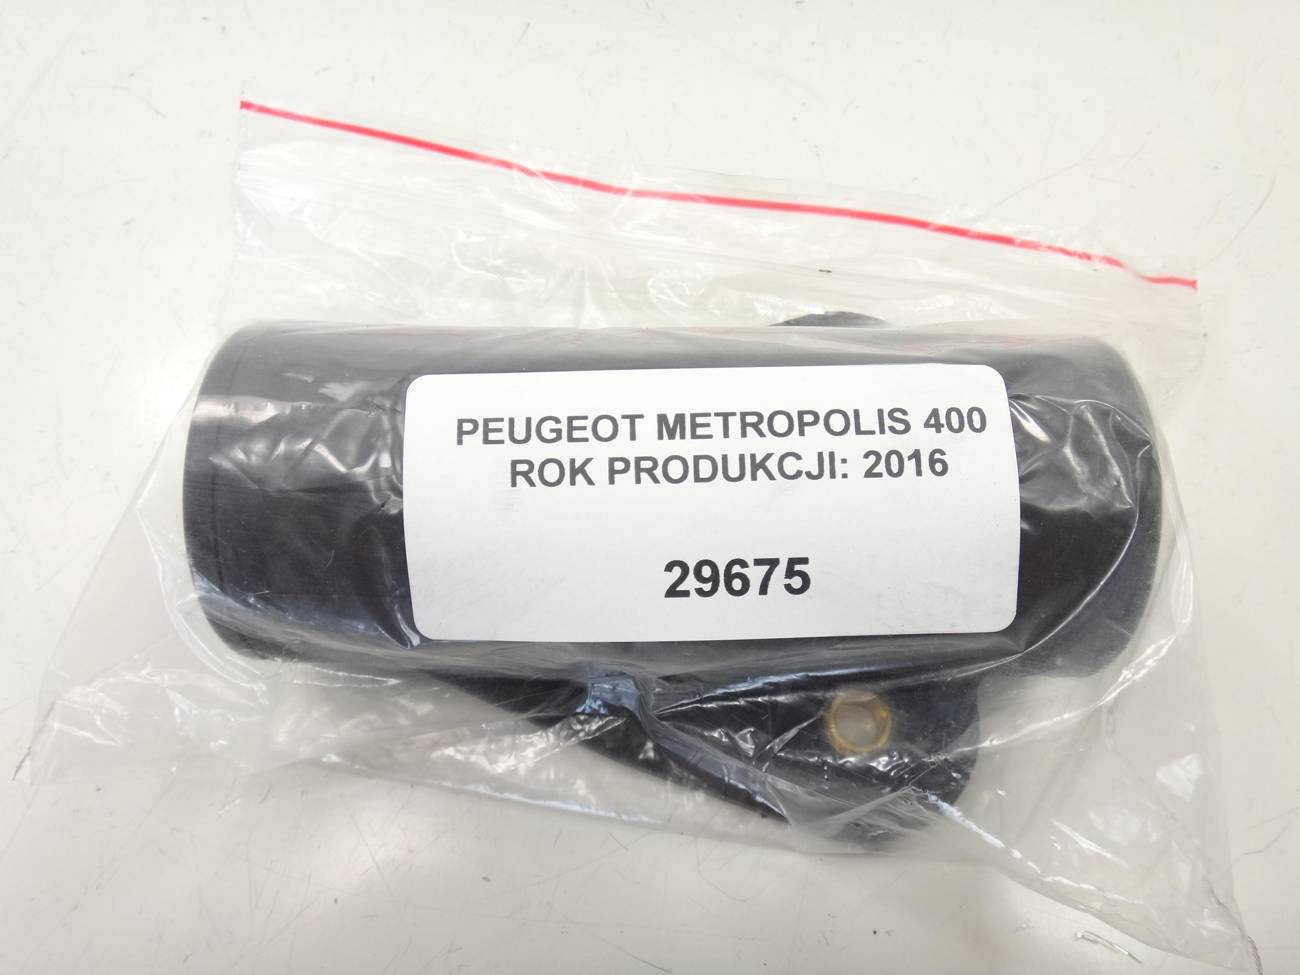 PEUGEOT METROPOLIS 400
ROK PRODUKCJI: 2016
29675